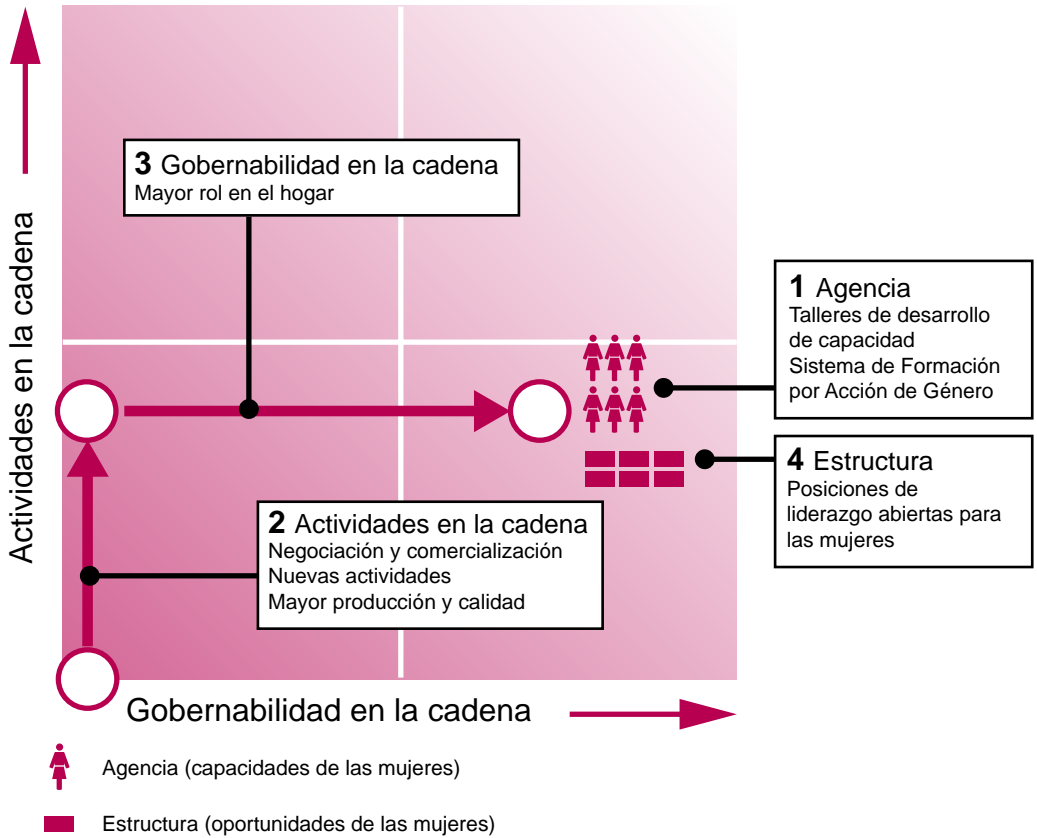 Actividades en la cadena
3 Gobernabilidad en la cadena
Mayor rol en el hogar
1 Agencia
Talleres de desarrollo
de capacidad
Sistema de Formación
por Acción de Género
4 Estructura
Posiciones de
liderazgo abiertas para
las mujeres
2 Actividades en la cadena
Negociación y comercialización
Nuevas actividades
Mayor producción y calidad
Gobernabilidad en la cadena
Agencia (capacidades de las mujeres)
Estructura (oportunidades de las mujeres)